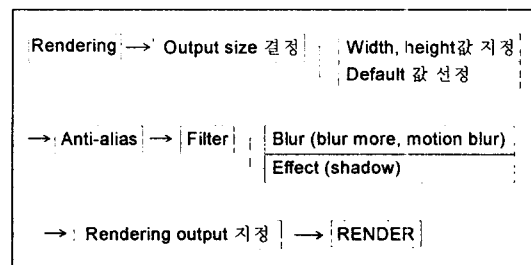 Rendering → Output size 결정
Width, height값 지정
Default 값 선정
→ Anti-alias → Filter
Blur (blur more, motion blur)
Effect (shadow)
→ Rendering output 지정 → RENDER